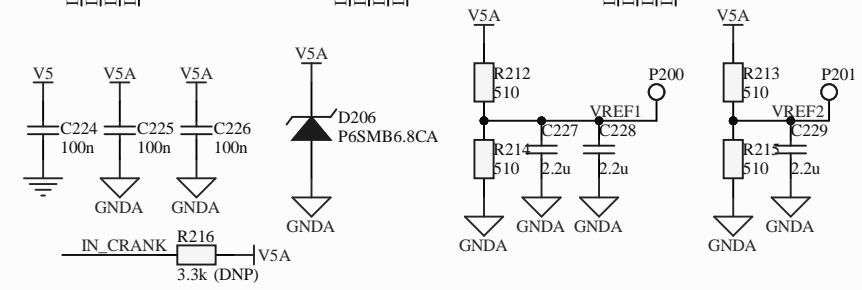 V5A
V5A
V5
V5A
V5A
V5A
P200
P201
R212
510
R213
510
VREF1
VREF2
C224
100n
C225
100n
C226
100n
D206
P6SMB6.8CA
C227
2.2u
C228
2.2u
C229
2.2u
R214
510
R215
510
GNDA
GNDA
GNDA
GNDA
GNDA
GNDA
GNDA
GNDA
IN_CRANK
R216
3.3k (DNP)
V5A